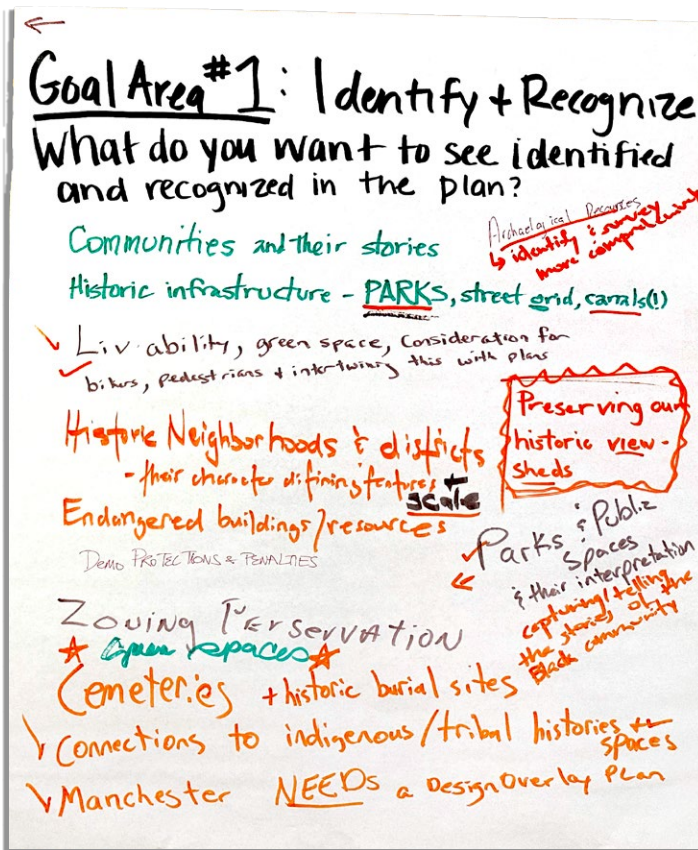 Goal Area #1: Identify + Recognize
What do you want to see identified
and recognized in the plan?
Archaelogical Resources
↳ identify & survey
more comprehensively
Communities and their stories
Historic infrastructure - PARKS, street grid, canals(!)
Livability, green space, Consideration for
bikers, pedestrians & intertwining this with plans
Preserving our
historic view-
sheds
Historic Neighborhoods & districts
- their character difining features +
scale
Endangered buildings/resources
DEMO PROTECTIONS & PENALTIES
Parks & Public
Spaces
& their interpretation
capturing/telling
the stories of the
Black community
ZONING PERSERVATION
Green spaces
Cemeteries + historic burial sites
Connections to indigenous/tribal histories +
spaces
Manchester NEEDs a Design Overlay Plan